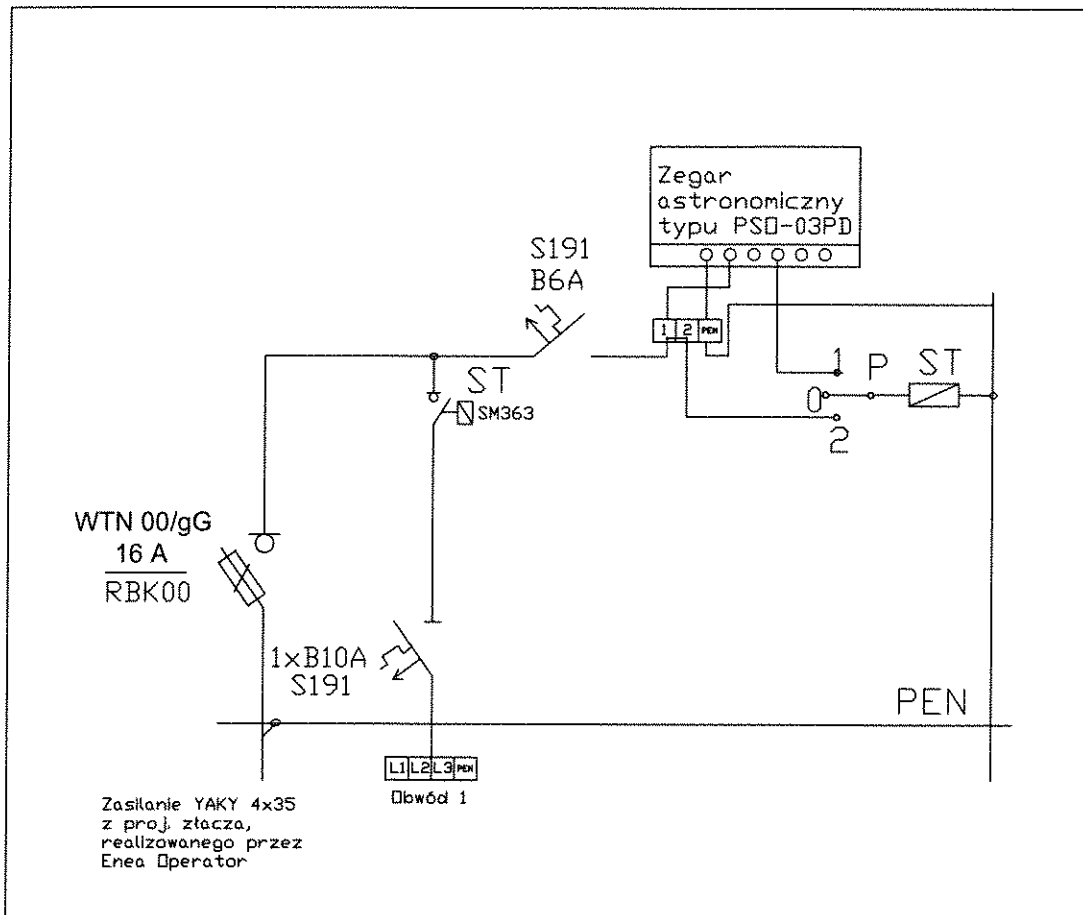 Zegar
astronomiczny
typu PSO-03PD
S191
B6A
1 2 PEN
1
P
ST
2
ST
SM363
WTN 00/gG
16 A
RBK00
1xB10A
S191
PEN
L1 L2 L3 PEN
Obwód 1
Zasilanie YAKY 4x35
z proj. złacza,
realizowanego przez
Enea Operator